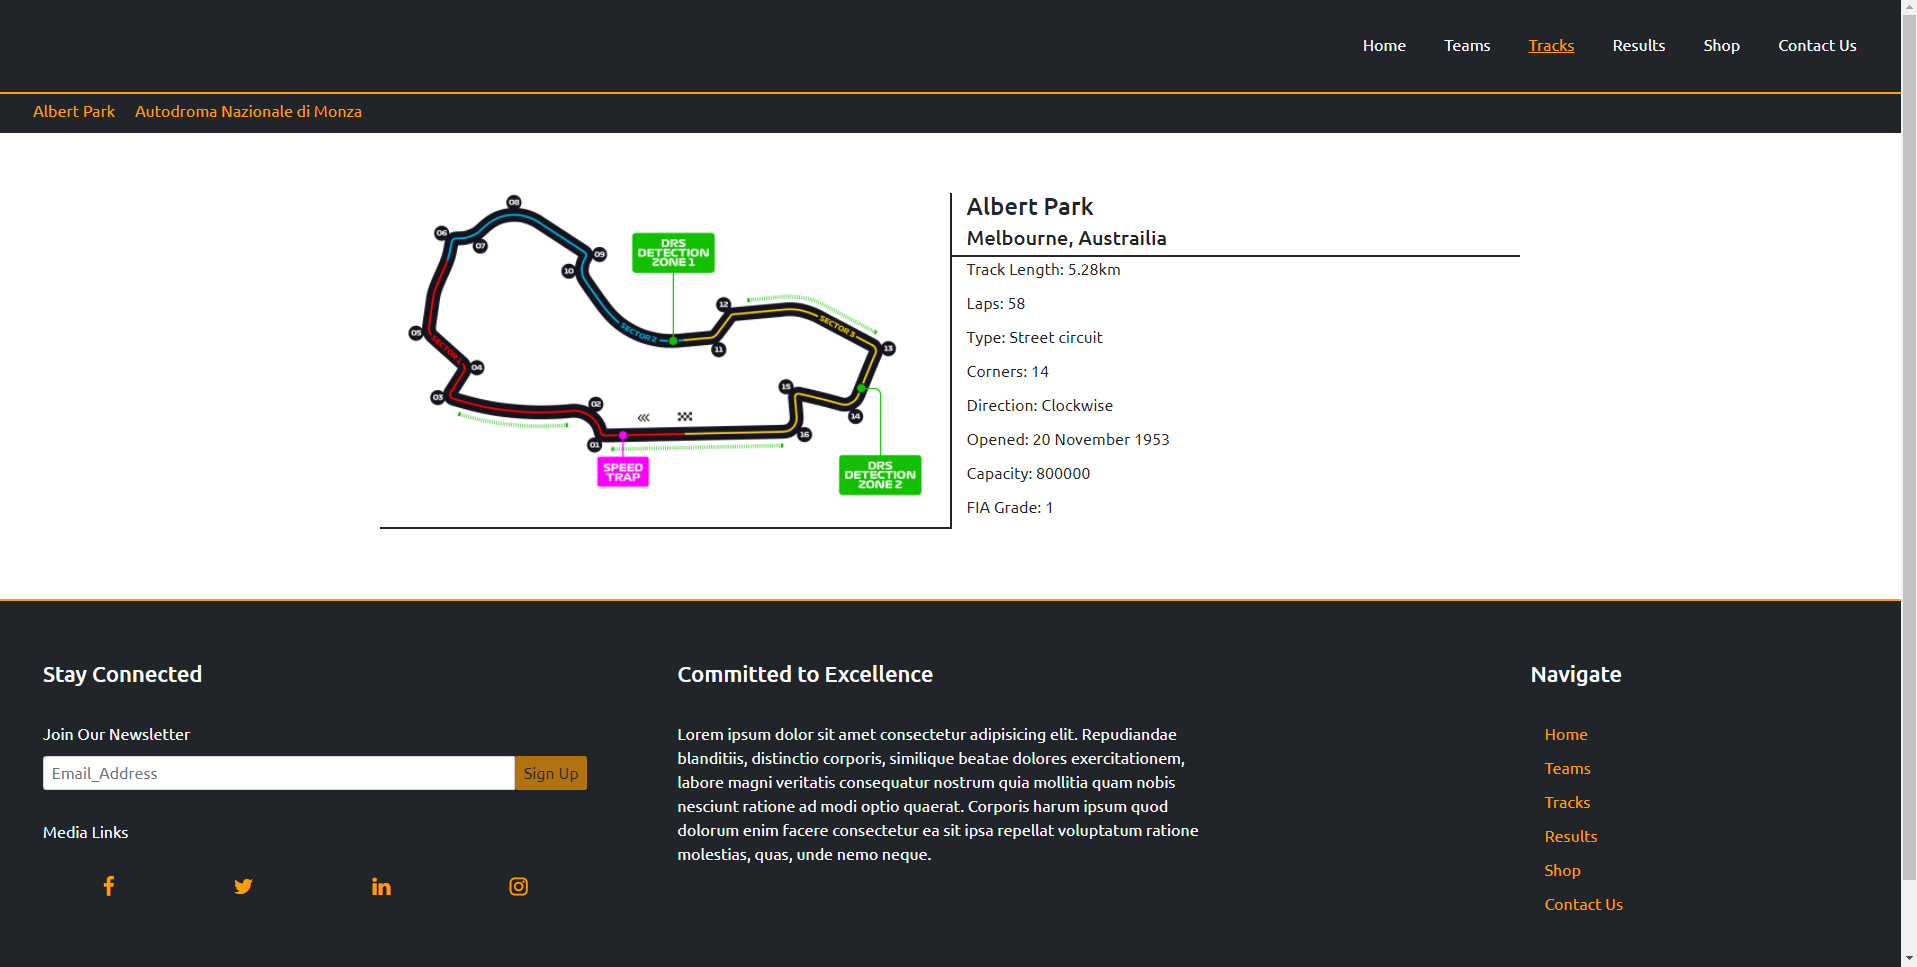 Home Teams Tracks Results Shop Contact Us
Albert Park Autodroma Nazionale di Monza
08
06
07
09
10
DRS
DETECTION
ZONE 1
12
SECTOR 3
05
SECTOR 1
SECTOR 2
11
13
04
03
02
15
14
01
16
SPEED
TRAP
DRS
DETECTION
ZONE 2
Albert Park
Melbourne, Austrailia
Track Length: 5.28km
Laps: 58
Type: Street circuit
Corners: 14
Direction: Clockwise
Opened: 20 November 1953
Capacity: 800000
FIA Grade: 1
Stay Connected
Join Our Newsletter
Email_Address Sign Up
Media Links
Committed to Excellence
Lorem ipsum dolor sit amet consectetur adipisicing elit. Repudiandae
blanditiis, distinctio corporis, similique beatae dolores exercitationem,
labore magni veritatis consequatur nostrum quia mollitia quam nobis
nesciunt ratione ad modi optio quaerat. Corporis harum ipsum quod
dolorum enim facere consectetur ea sit ipsa repellat voluptatum ratione
molestias, quas, unde nemo neque.
Navigate
Home
Teams
Tracks
Results
Shop
Contact Us